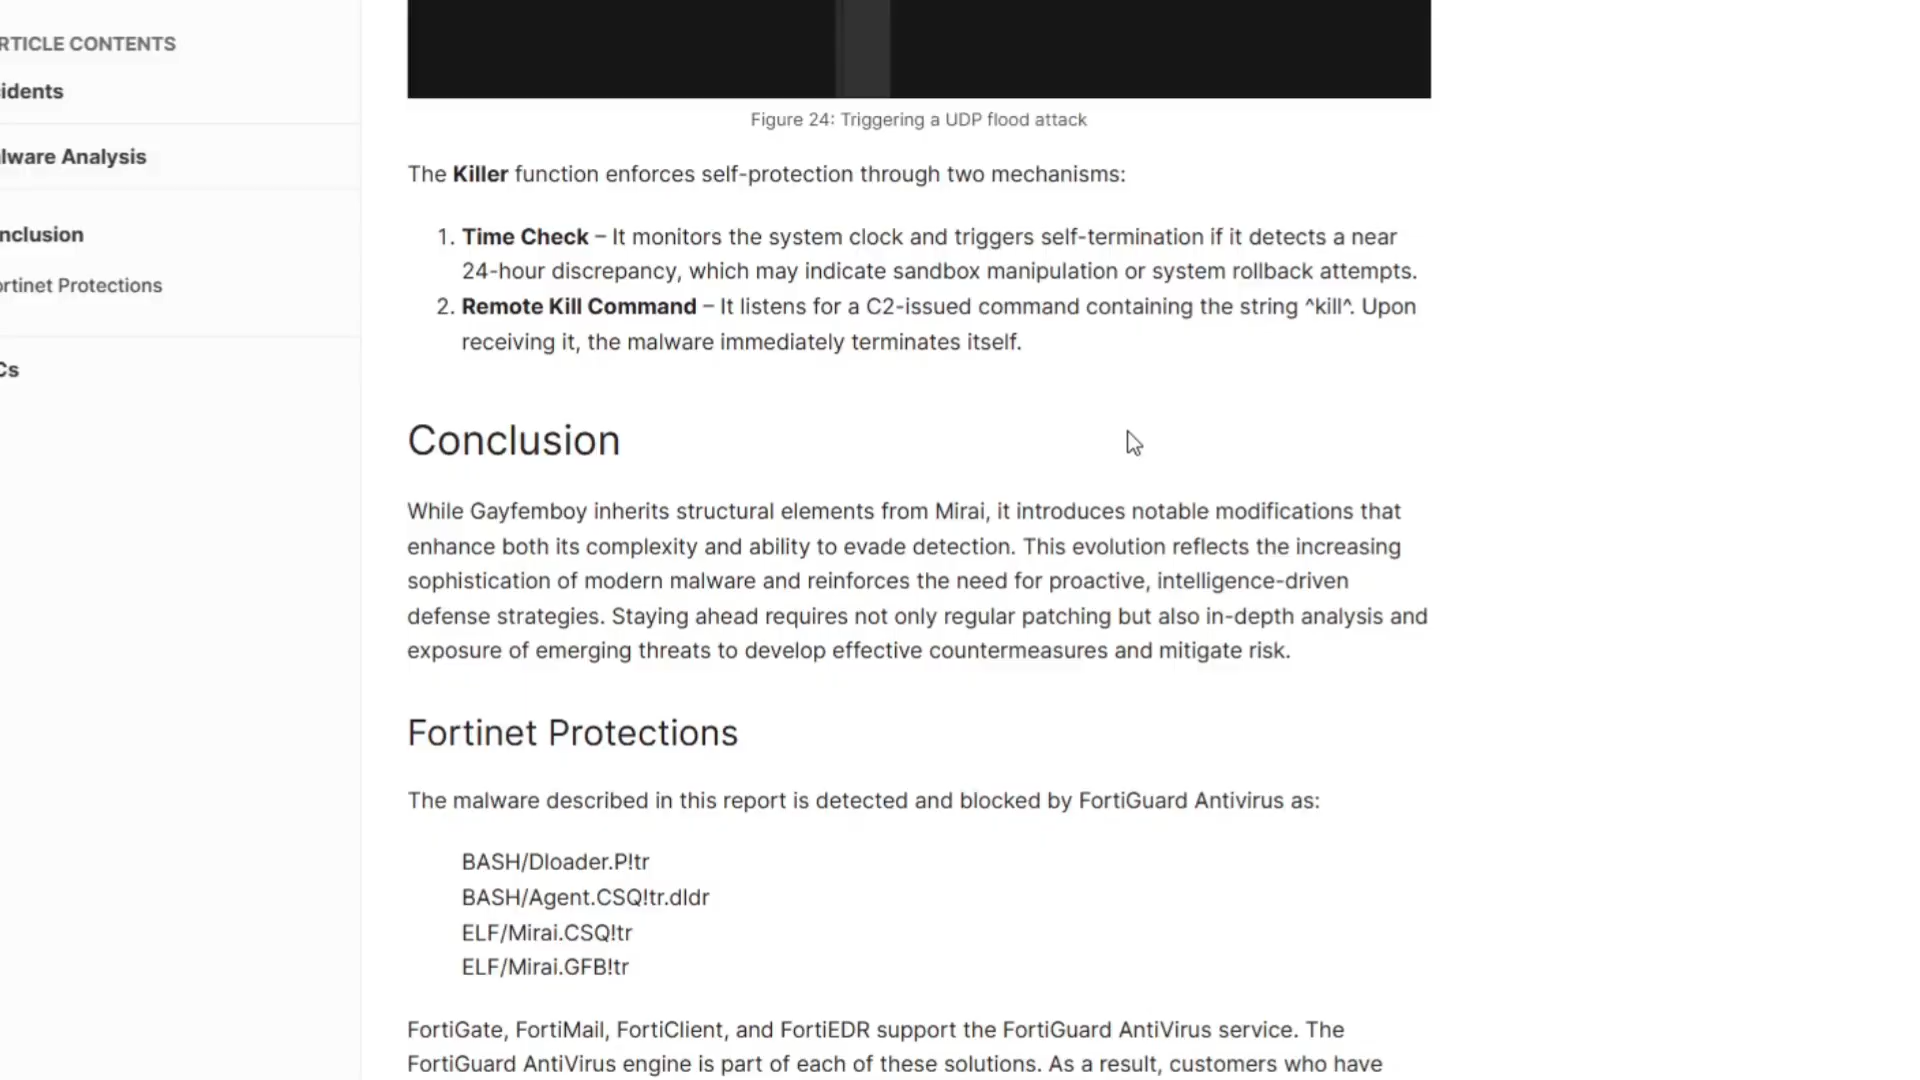 RTICLE CONTENTS
idents
lware Analysis
nclusion
ortinet Protections
Cs
Figure 24: Triggering a UDP flood attack
The Killer function enforces self-protection through two mechanisms:
1. Time Check – It monitors the system clock and triggers self-termination if it detects a near
24-hour discrepancy, which may indicate sandbox manipulation or system rollback attempts.
2. Remote Kill Command – It listens for a C2-issued command containing the string ^kill^. Upon
receiving it, the malware immediately terminates itself.
Conclusion
While Gayfemboy inherits structural elements from Mirai, it introduces notable modifications that
enhance both its complexity and ability to evade detection. This evolution reflects the increasing
sophistication of modern malware and reinforces the need for proactive, intelligence-driven
defense strategies. Staying ahead requires not only regular patching but also in-depth analysis and
exposure of emerging threats to develop effective countermeasures and mitigate risk.
Fortinet Protections
The malware described in this report is detected and blocked by FortiGuard Antivirus as:
BASH/Dloader.P!tr
BASH/Agent.CSQ!tr.dldr
ELF/Mirai.CSQ!tr
ELF/Mirai.GFB!tr
FortiGate, FortiMail, FortiClient, and FortiEDR support the FortiGuard AntiVirus service. The
FortiGuard AntiVirus engine is part of each of these solutions. As a result, customers who have